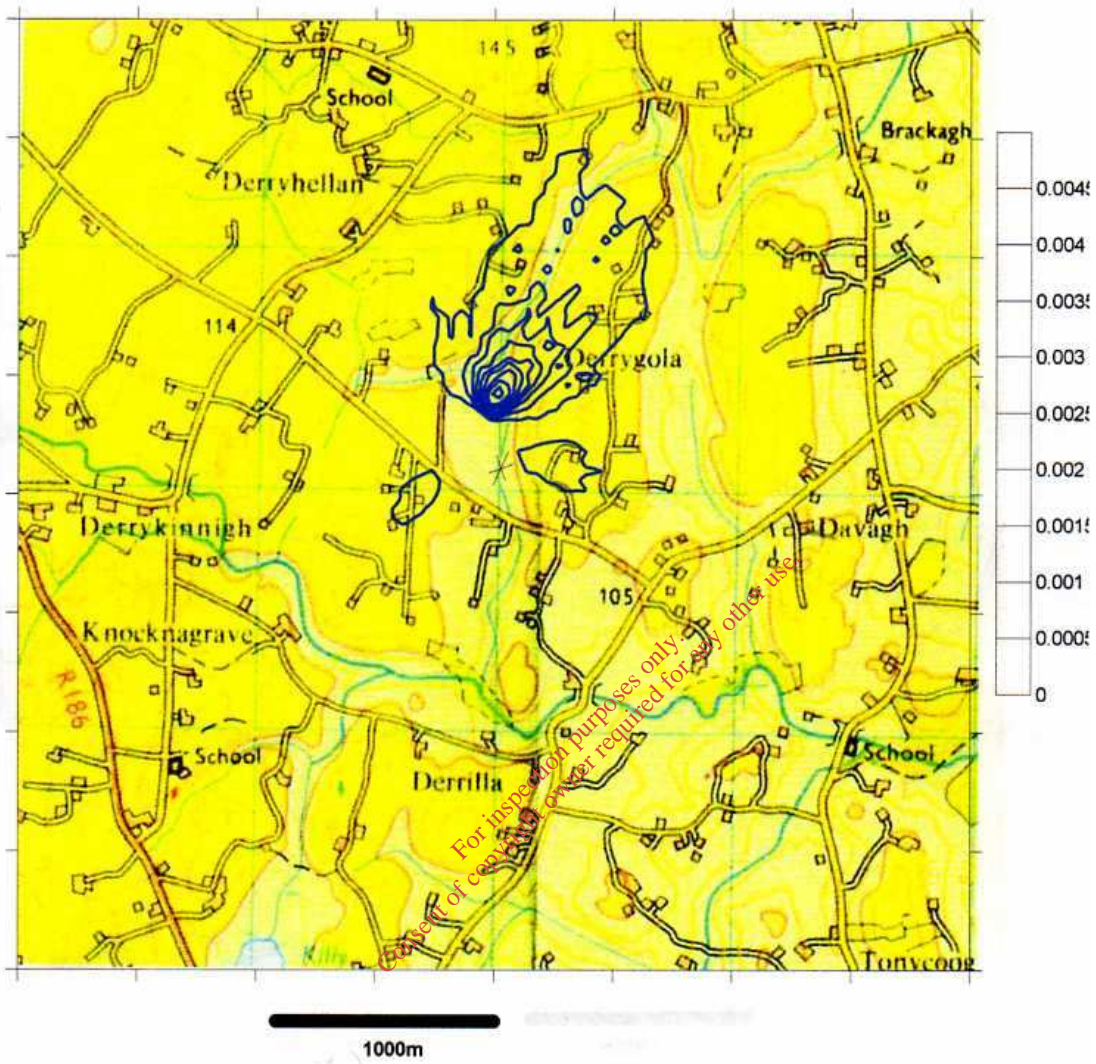 145
School
Brackagh
Derryhellan
0.0045
0.004
0.0035
114
0.003
Derrygola
0.0025
0.002
0.0015
Derrykinnigh
Davagh
0.001
105
0.0005
Knocknagrave
R186
0
School
School
Derrilla
For inspection purposes only.
Consent of copyright owner required for any other use.
Killy
Tonycoog
1000m